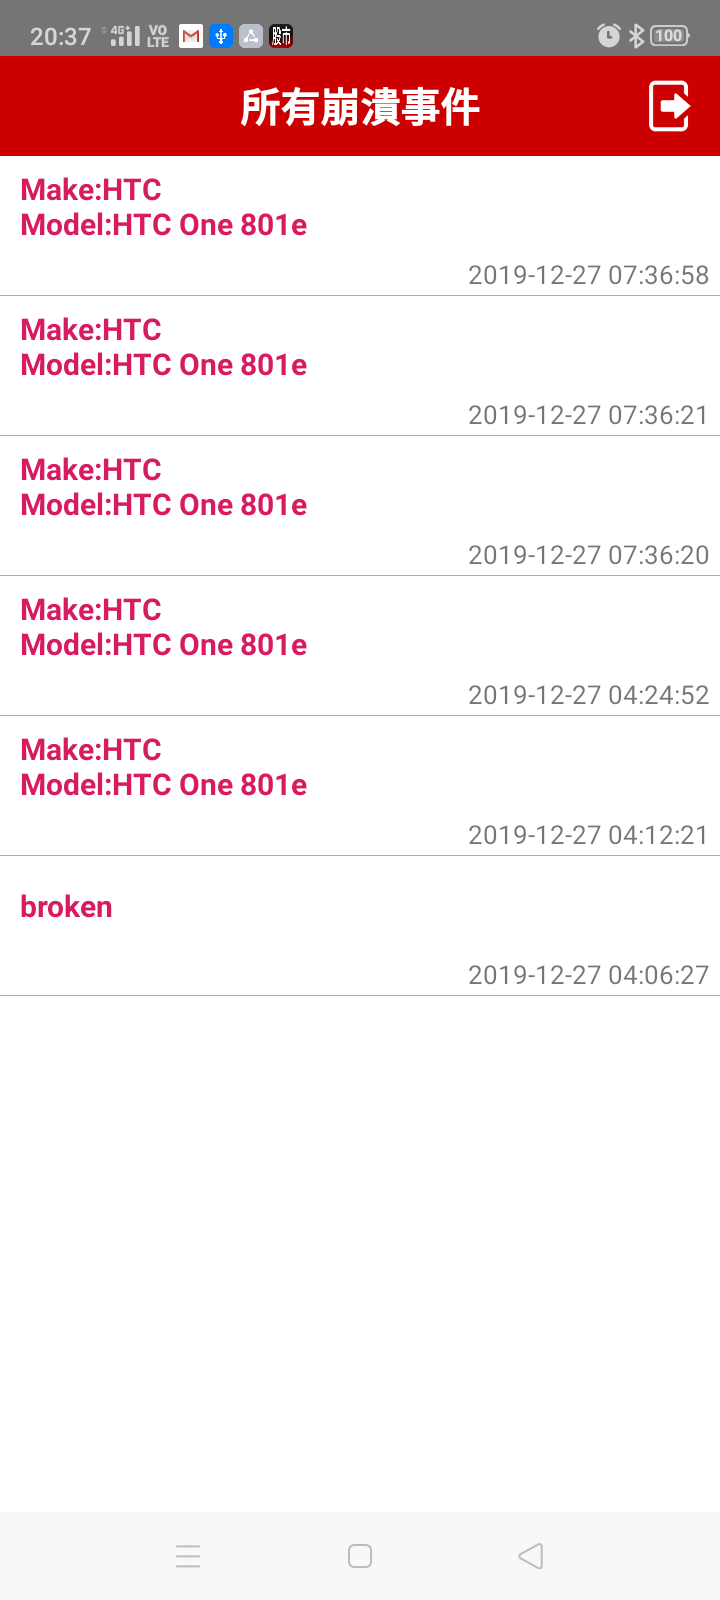 20:37 4G+ VO LTE 股市 100
所有崩潰事件
Make:HTC
Model:HTC One 801e
2019-12-27 07:36:58
Make:HTC
Model:HTC One 801e
2019-12-27 07:36:21
Make:HTC
Model:HTC One 801e
2019-12-27 07:36:20
Make:HTC
Model:HTC One 801e
2019-12-27 04:24:52
Make:HTC
Model:HTC One 801e
2019-12-27 04:12:21
broken
2019-12-27 04:06:27